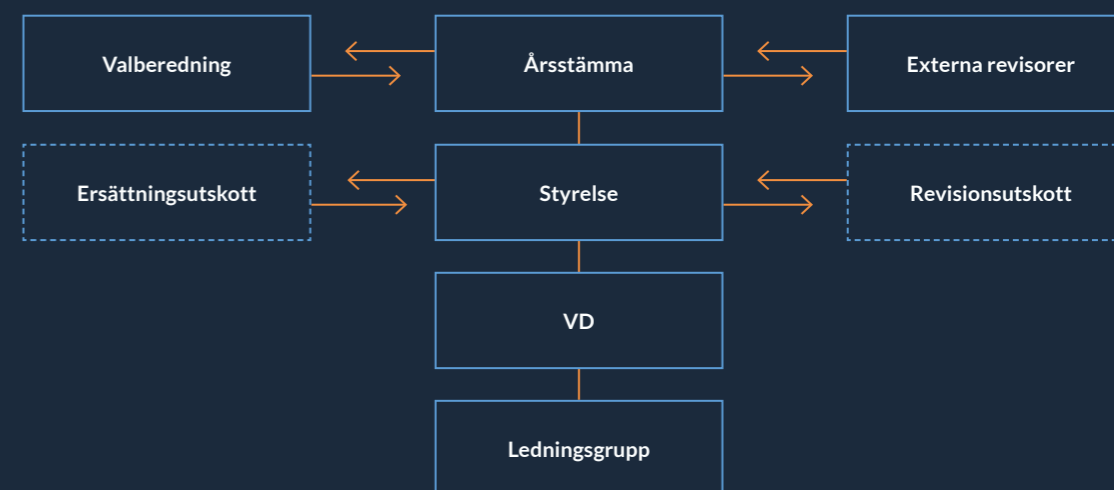 Valberedning
Årsstämma
Externa revisorer
Ersättningsutskott
Styrelse
Revisionsutskott
VD
Ledningsgrupp